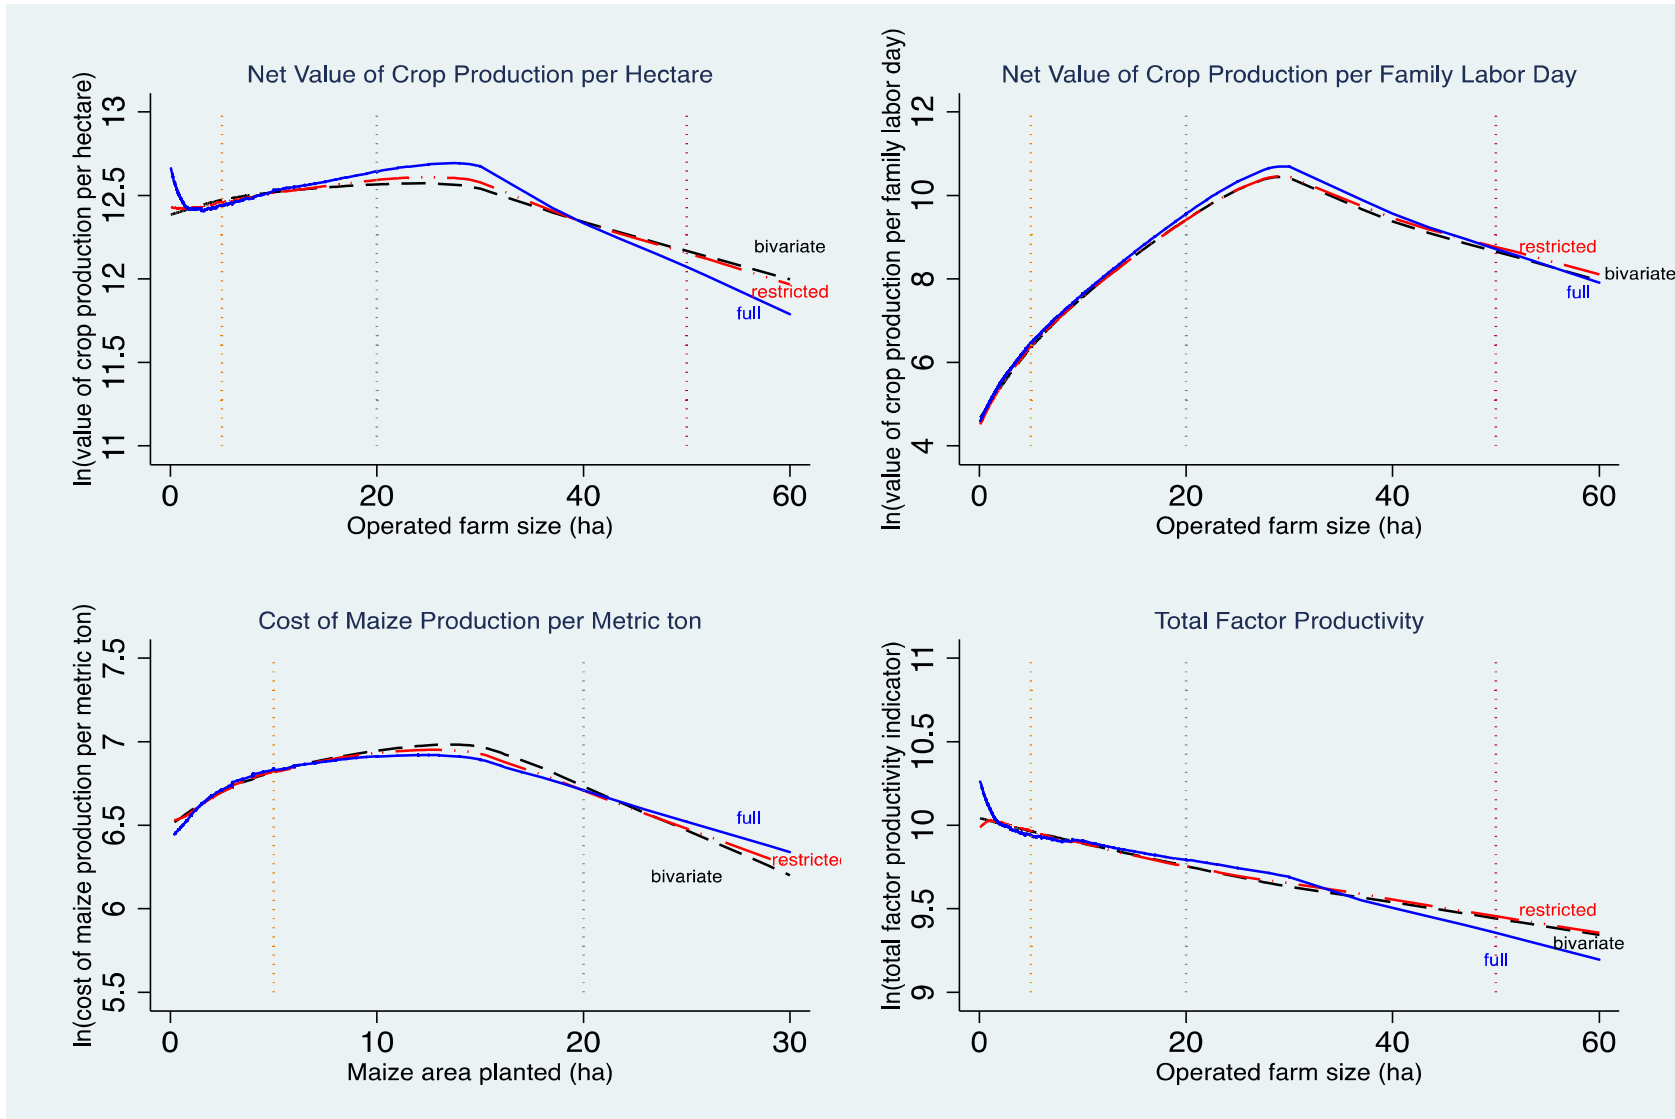 Net Value of Crop Production per Hectare
ln(value of crop production per hectare)
13
12.5
12
11.5
11
bivariate
restricted
full
0 20 40 60
Operated farm size (ha)
Net Value of Crop Production per Family Labor Day
ln(value of crop production per family labor day)
12
10
8
6
4
restricted
bivariate
full
0 20 40 60
Operated farm size (ha)
Cost of Maize Production per Metric ton
ln(cost of maize production per metric ton)
7.5
7
6.5
6
5.5
full
restricted
bivariate
0 10 20 30
Maize area planted (ha)
Total Factor Productivity
ln(total factor productivity indicator)
11
10.5
10
9.5
9
restricted
bivariate
full
0 20 40 60
Operated farm size (ha)